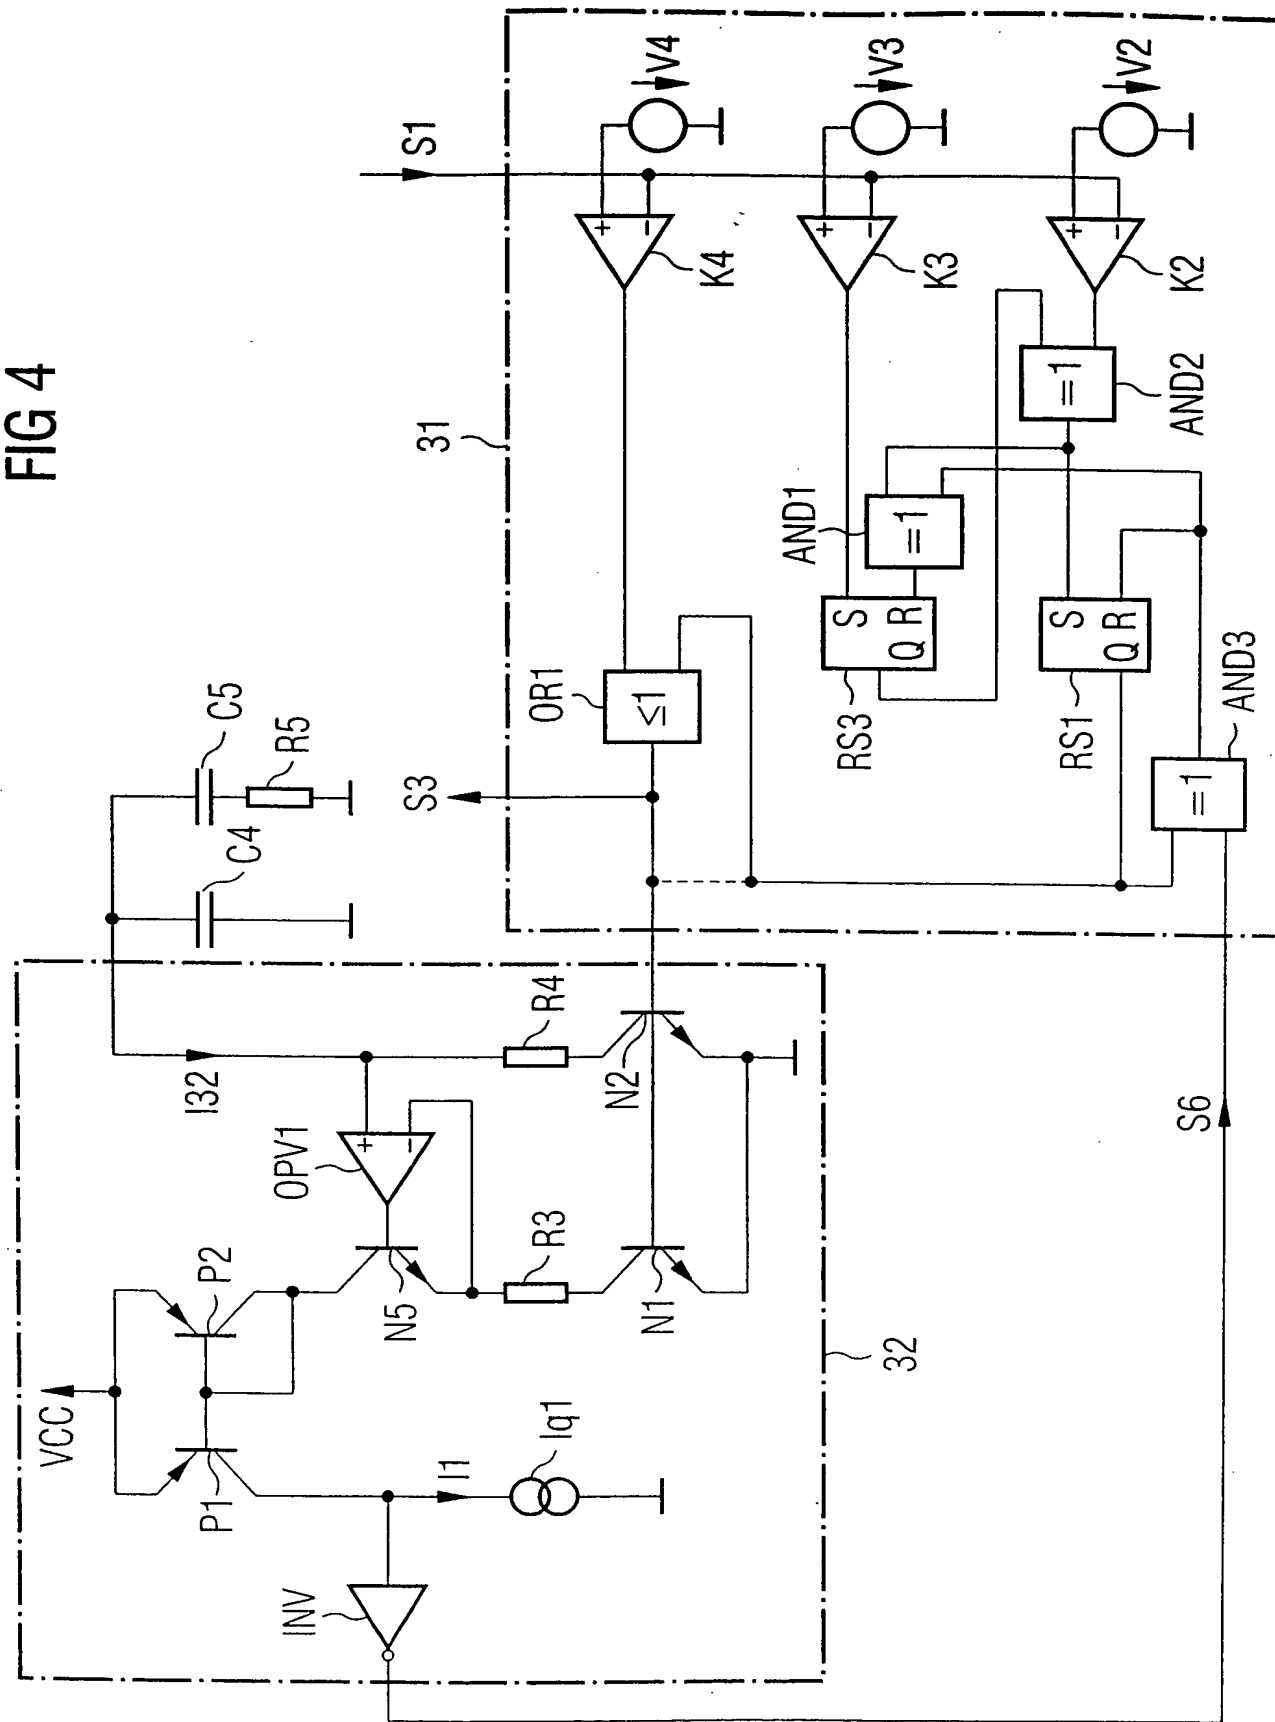 FIG 4
S1
V4
V3
V2
+
−
K4
+
−
K3
+
−
K2
31
AND2
=1
AND1
=1
S
R
Q
RS3
S
R
Q
RS1
AND3
=1
OR1
≤1
S3
C5
R5
C4
I32
R4
N2
OPV1
+
−
S6
P2
N5
R3
N1
VCC
P1
I1
Iq1
32
INV